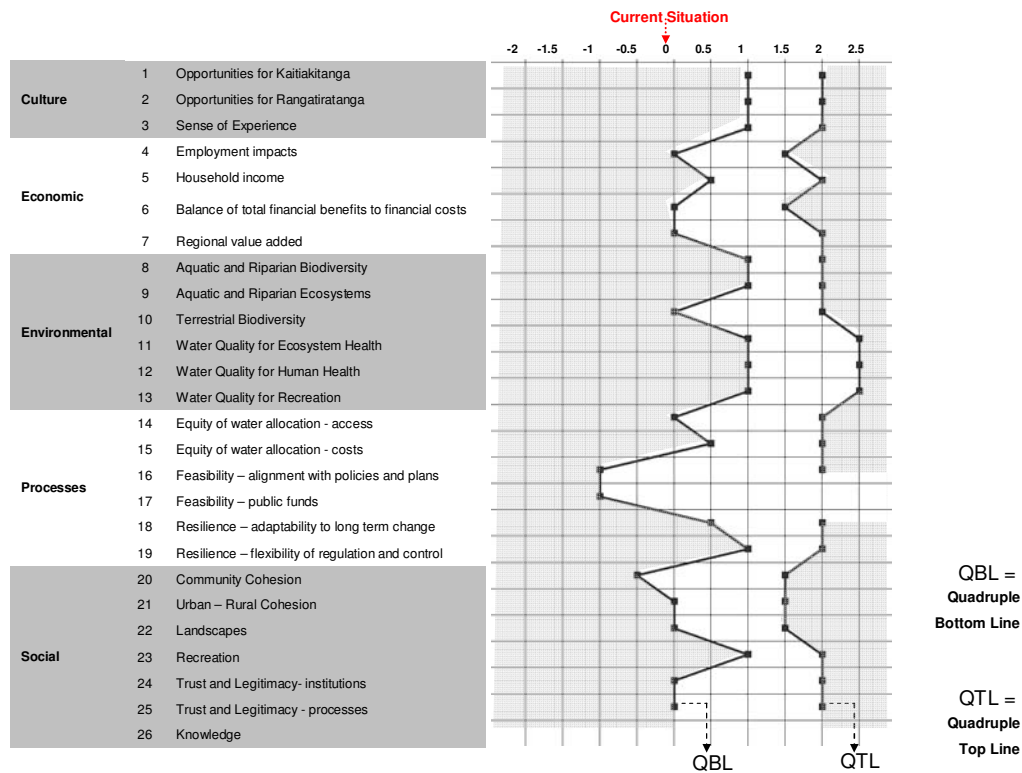 Current Situation
-2 -1.5 -1 -0.5 0 0.5 1 1.5 2 2.5
Culture
1 Opportunities for Kaitiakitanga
2 Opportunities for Rangatiratanga
3 Sense of Experience
Economic
4 Employment impacts
5 Household income
6 Balance of total financial benefits to financial costs
7 Regional value added
Environmental
8 Aquatic and Riparian Biodiversity
9 Aquatic and Riparian Ecosystems
10 Terrestrial Biodiversity
11 Water Quality for Ecosystem Health
12 Water Quality for Human Health
13 Water Quality for Recreation
Processes
14 Equity of water allocation - access
15 Equity of water allocation - costs
16 Feasibility – alignment with policies and plans
17 Feasibility – public funds
18 Resilience – adaptability to long term change
19 Resilience – flexibility of regulation and control
Social
20 Community Cohesion
21 Urban – Rural Cohesion
22 Landscapes
23 Recreation
24 Trust and Legitimacy- institutions
25 Trust and Legitimacy - processes
26 Knowledge
QBL
QTL
QBL =
Quadruple
Bottom Line
QTL =
Quadruple
Top Line